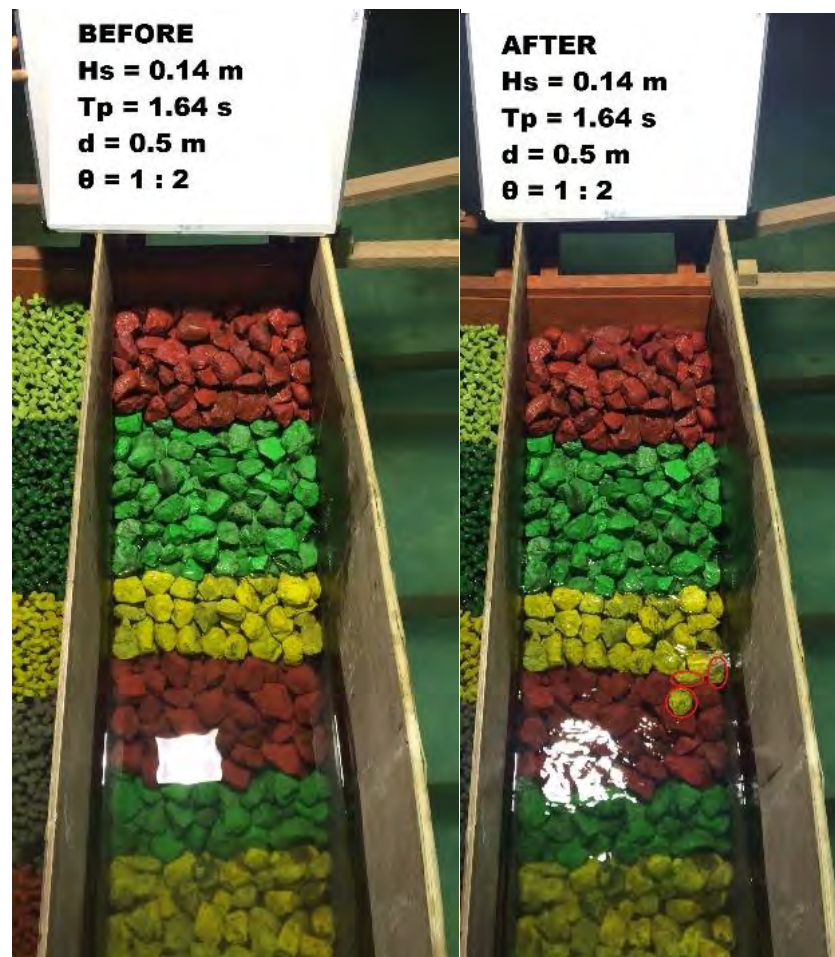 BEFORE
Hs = 0.14 m
Tp = 1.64 s
d = 0.5 m
θ = 1 : 2
AFTER
Hs = 0.14 m
Tp = 1.64 s
d = 0.5 m
θ = 1 : 2